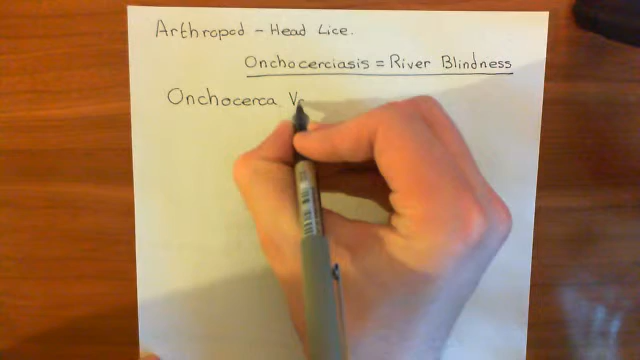 Arthropod - Head Lice.
Onchocerciasis = River Blindness
Onchocerca